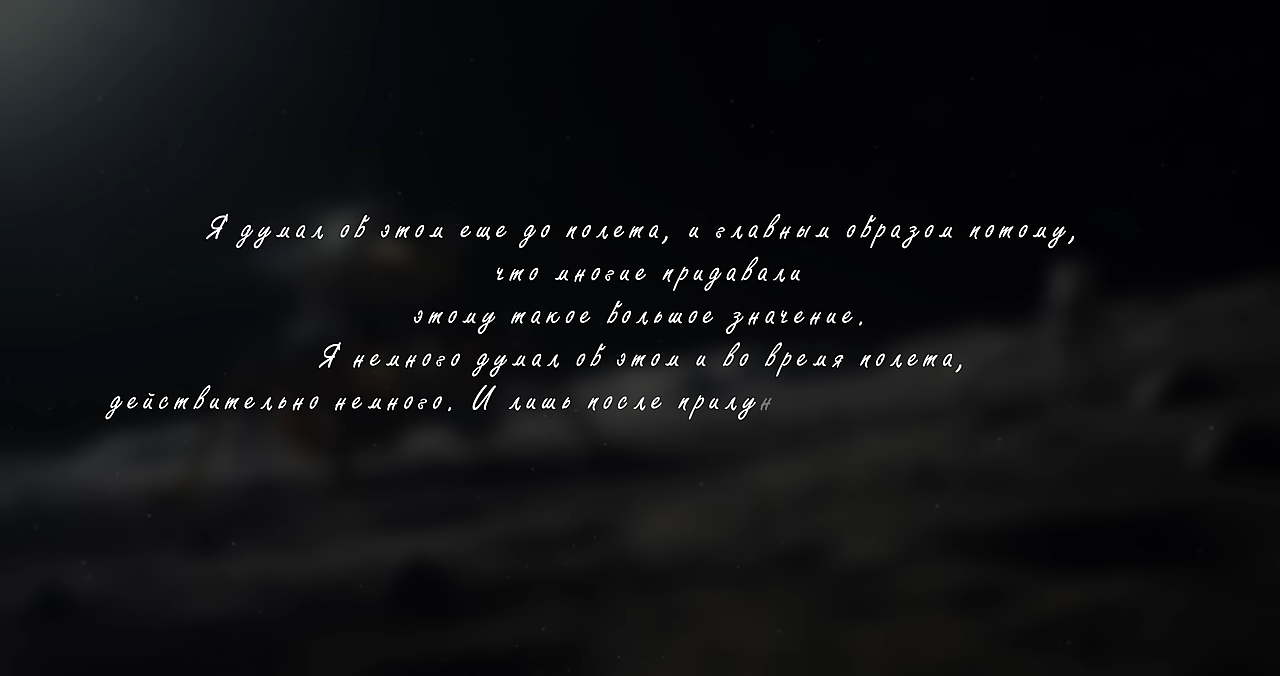 Я думал об этом еще до полета, и главным образом потому,
что многие придавали
этому такое большое значение.
Я немного думал об этом и во время полета,
действительно немного. И лишь после прилун